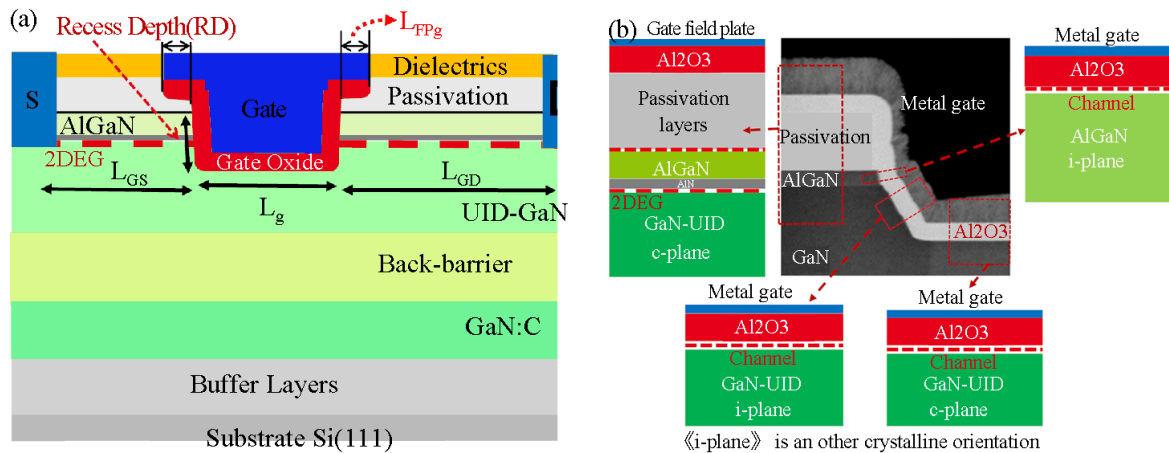 (a)
Recess Depth(RD)
LFPg
S
Dielectrics
Passivation
Gate
AlGaN
2DEG
Gate Oxide
LGS
Lg
LGD
UID-GaN
Back-barrier
GaN:C
Buffer Layers
Substrate Si(111)
(b)
Gate field plate
Al2O3
Passivation
layers
AlGaN
AlN
2DEG
GaN-UID
c-plane
Metal gate
Passivation
AlGaN
GaN
Al2O3
Metal gate
Al2O3
Channel
AlGaN
i-plane
Metal gate
Al2O3
Channel
GaN-UID
i-plane
Metal gate
Al2O3
Channel
GaN-UID
c-plane
《i-plane》 is an other crystalline orientation